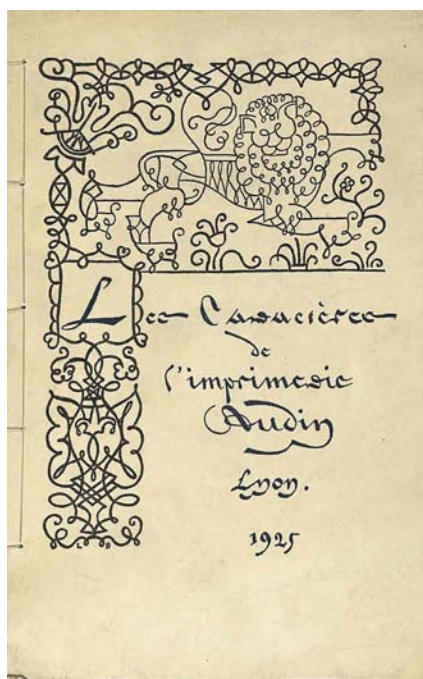 Les Caractères
de
l'imprimerie
Audin
Lyon.
1925
L B